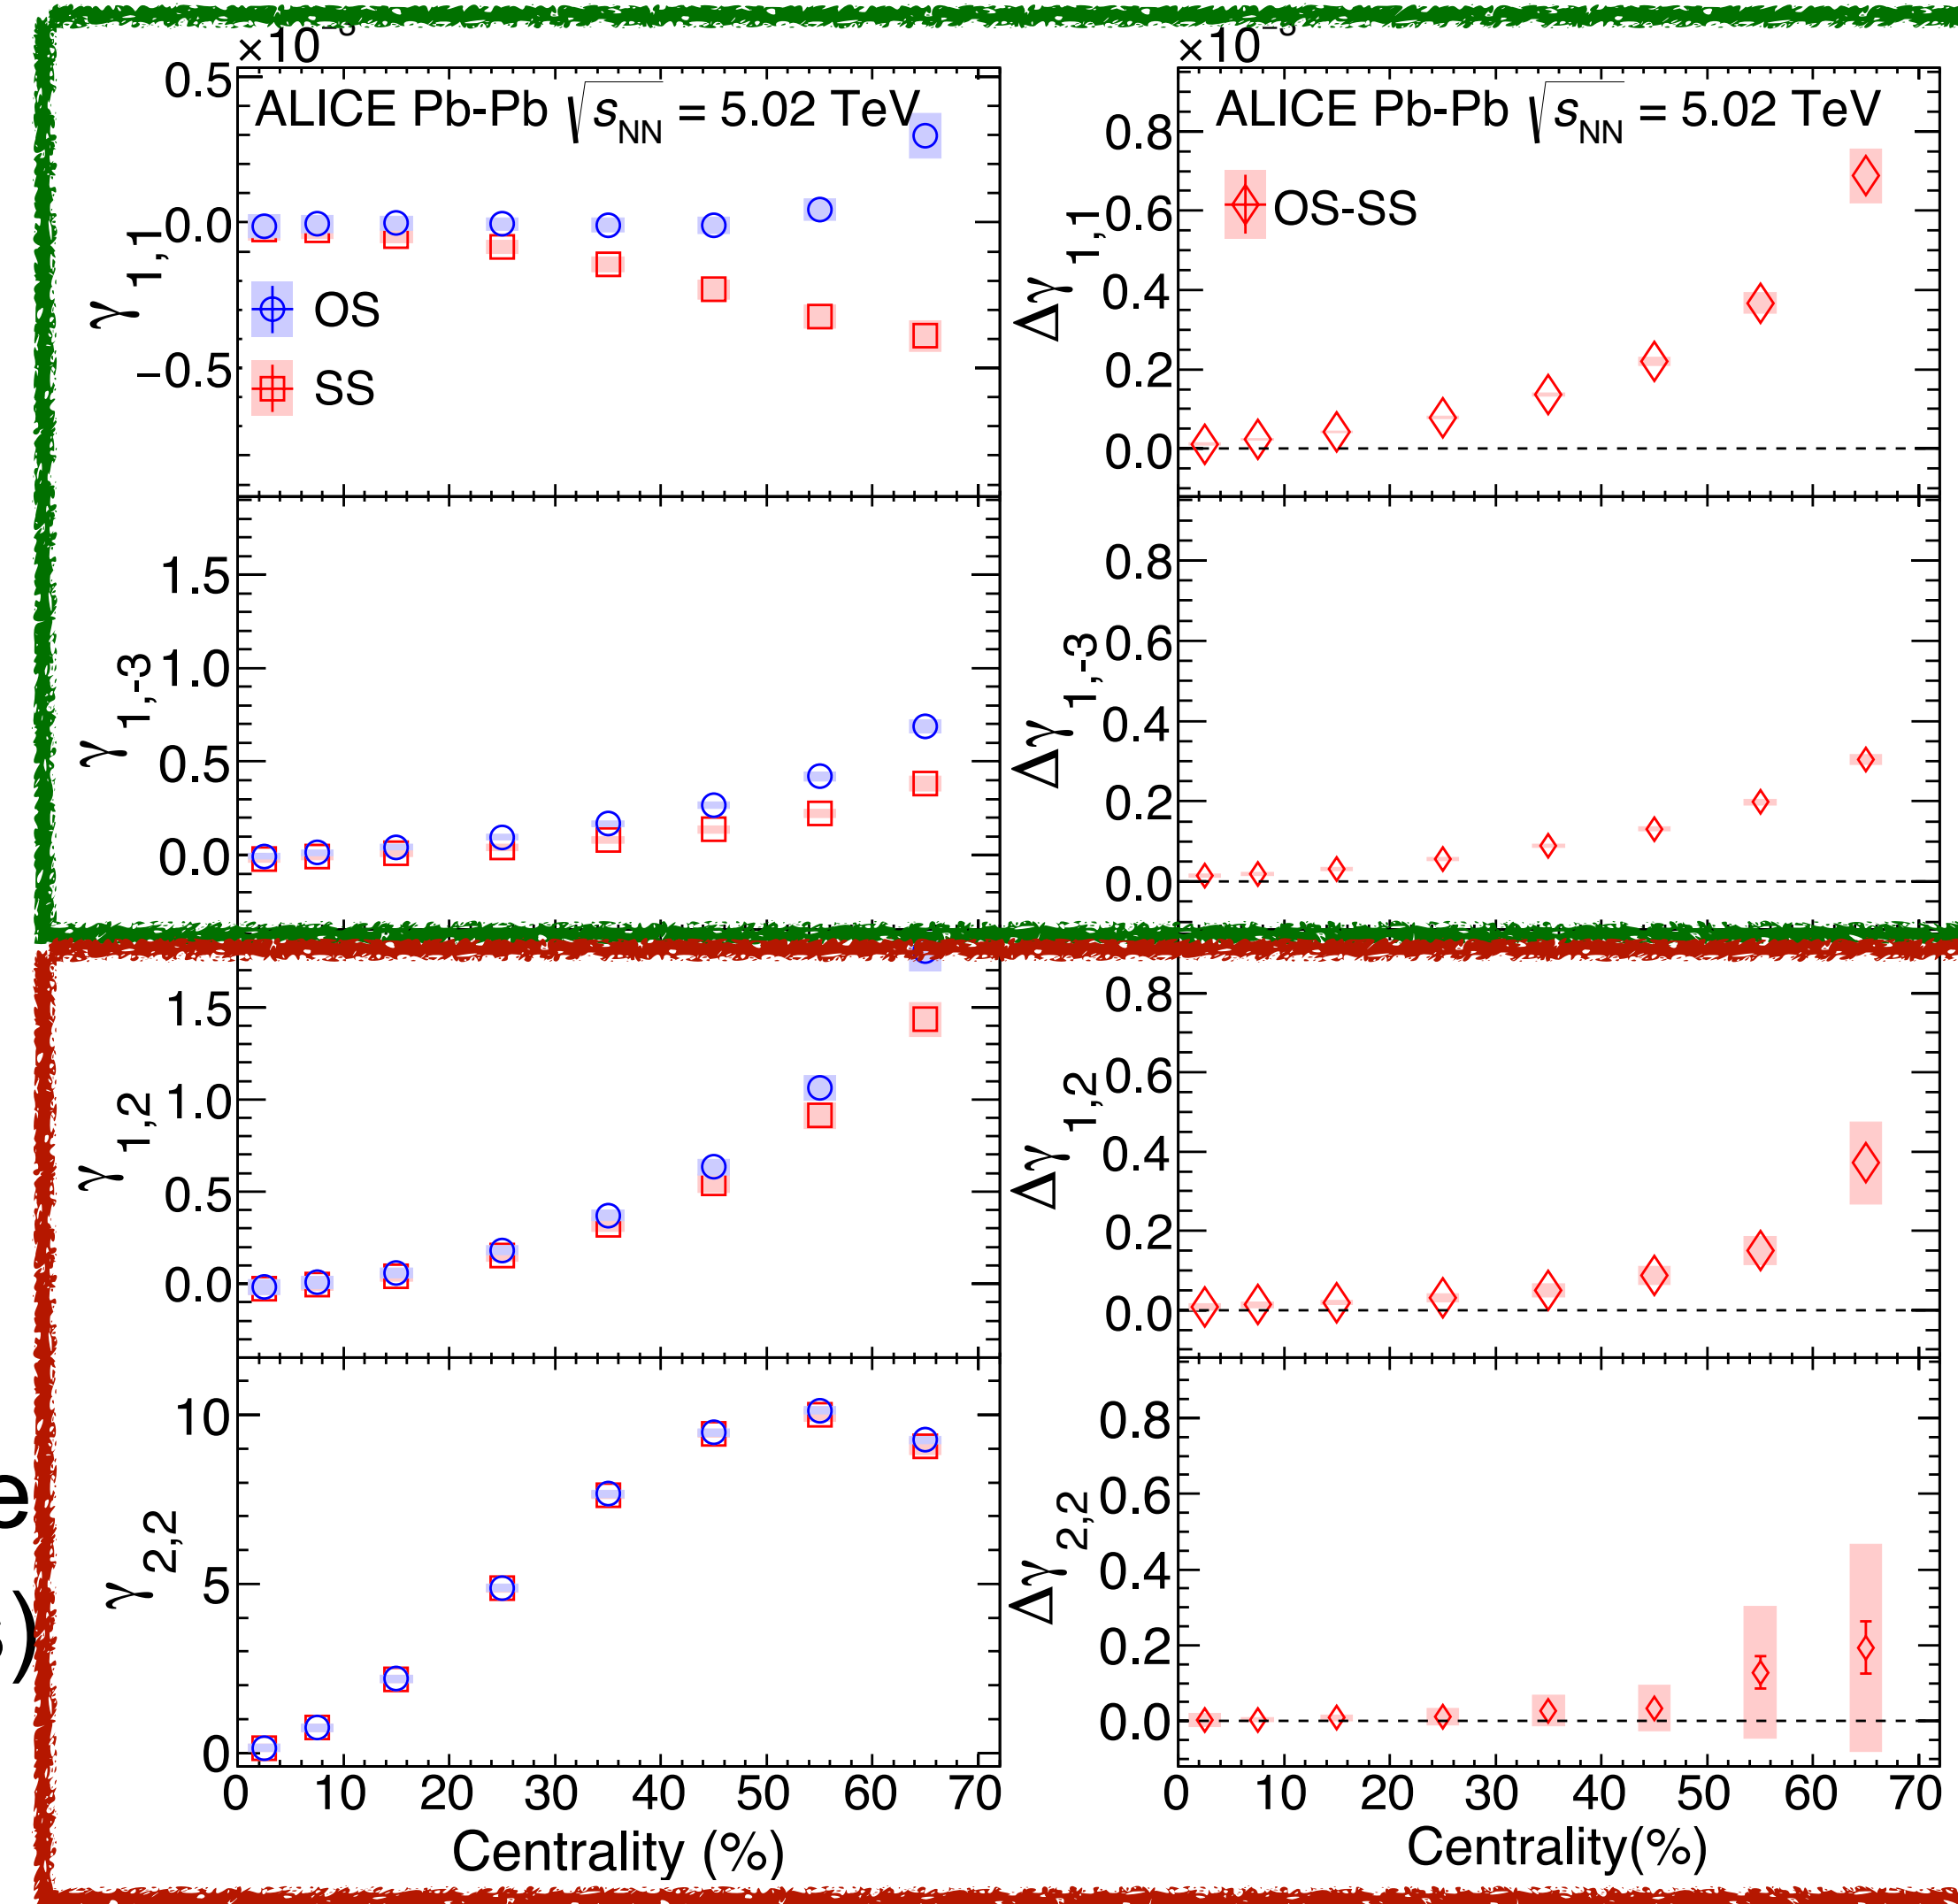 ×10
×10
ALICE Pb-Pb √sNN = 5.02 TeV
ALICE Pb-Pb √sNN = 5.02 TeV
0.5
0.0
−0.5
γ1,1
OS
SS
0.8
0.6
0.4
0.2
0.0
Δγ1,1
OS-SS
1.5
1.0
0.5
0.0
γ1,-3
0.8
0.6
0.4
0.2
0.0
Δγ1,-3
1.5
1.0
0.5
0.0
γ1,2
0.8
0.6
0.4
0.2
0.0
Δγ1,2
10
5
0
γ2,2
0.8
0.6
0.4
0.2
0.0
Δγ2,2
e
)
0 10 20 30 40 50 60 70
0 10 20 30 40 50 60 70
Centrality (%)
Centrality(%)